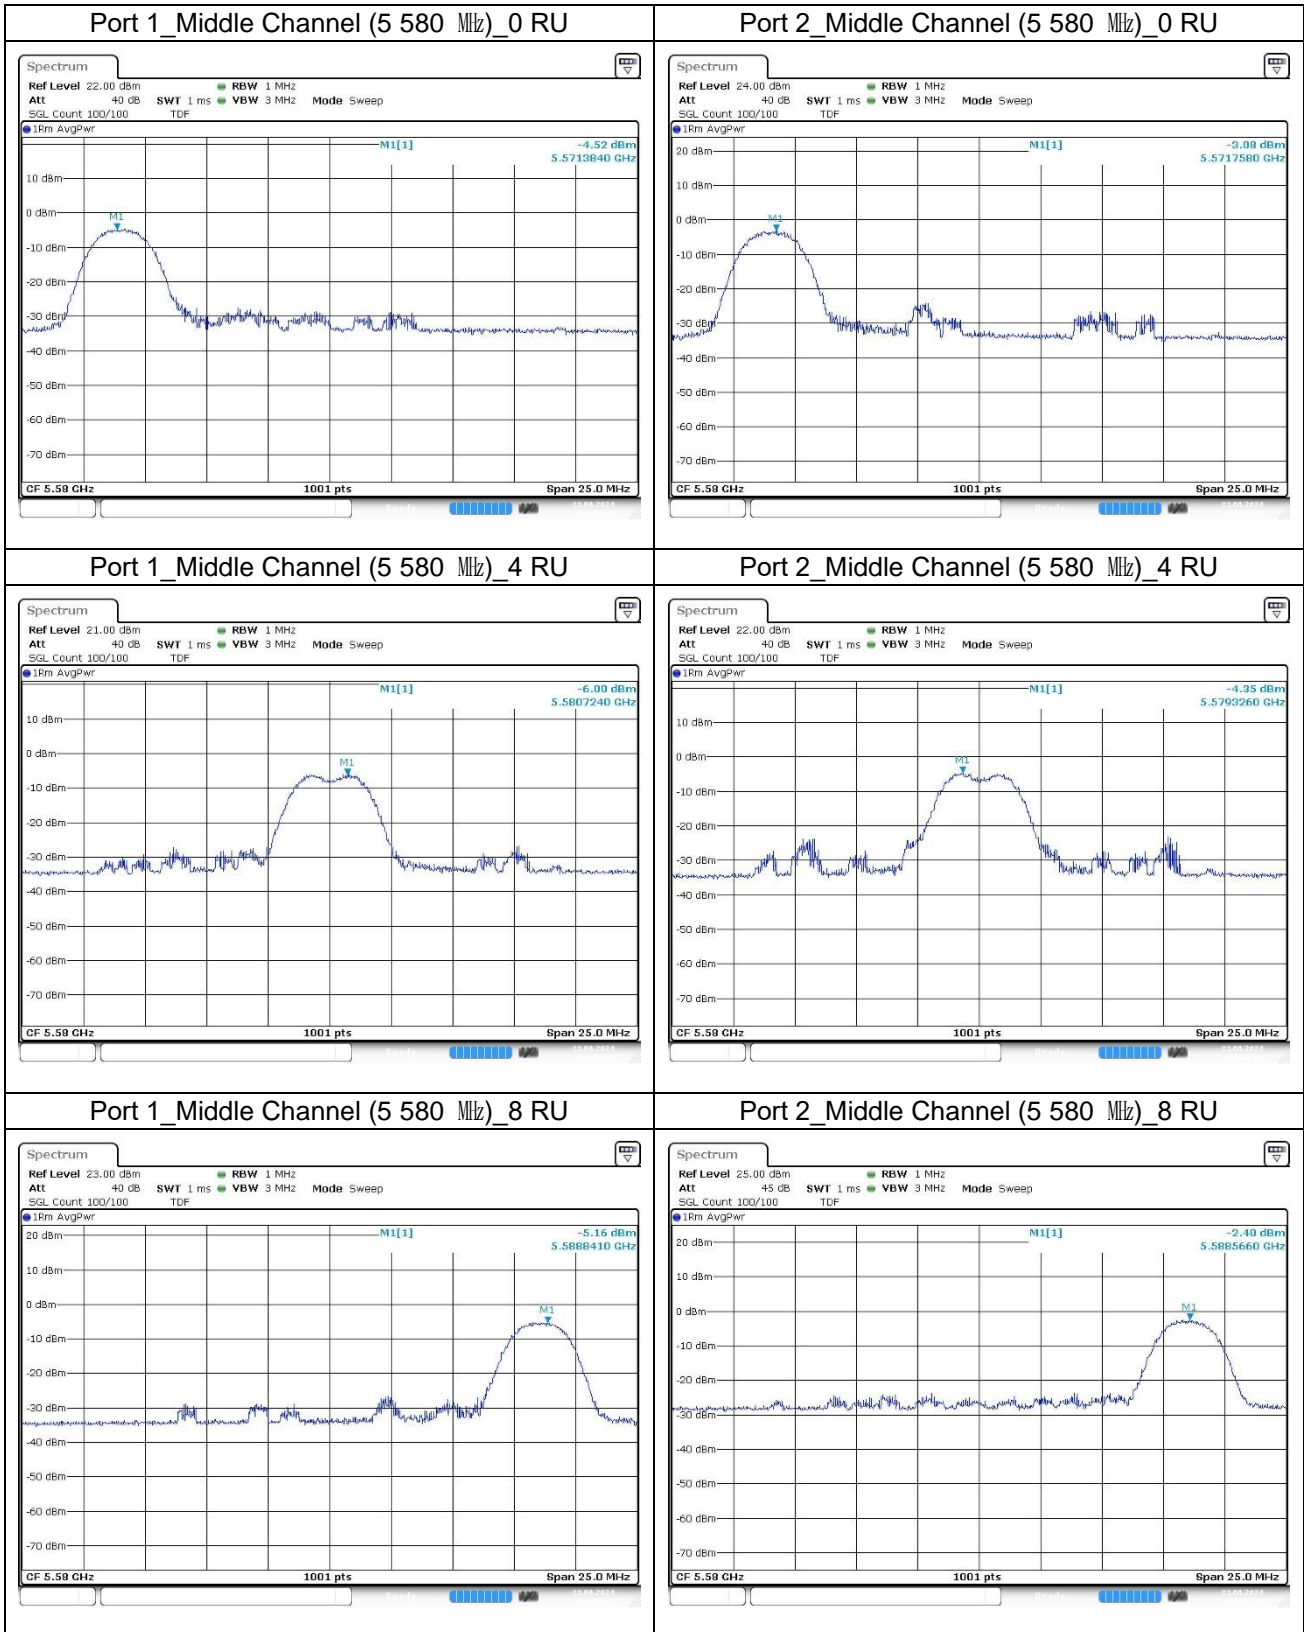 Port 1_Middle Channel (5 580 ㎒)_0 RU
Port 2_Middle Channel (5 580 ㎒)_0 RU
Spectrum
Ref Level 22.00 dBm RBW 1 MHz
Att 40 dB SWT 1 ms VBW 3 MHz Mode Sweep
SGL Count 100/100 TDF
1Rm AvgPwr
M1[1] -4.52 dBm
5.5713840 GHz
10 dBm
0 dBm
M1
-10 dBm
-20 dBm
-30 dBm
-40 dBm
-50 dBm
-60 dBm
-70 dBm
CF 5.58 GHz 1001 pts Span 25.0 MHz
Spectrum
Ref Level 24.00 dBm RBW 1 MHz
Att 40 dB SWT 1 ms VBW 3 MHz Mode Sweep
SGL Count 100/100 TDF
1Rm AvgPwr
20 dBm
M1[1] -3.08 dBm
5.5717580 GHz
10 dBm
0 dBm
M1
-10 dBm
-20 dBm
-30 dBm
-40 dBm
-50 dBm
-60 dBm
-70 dBm
CF 5.58 GHz 1001 pts Span 25.0 MHz
Port 1_Middle Channel (5 580 ㎒)_4 RU
Port 2_Middle Channel (5 580 ㎒)_4 RU
Spectrum
Ref Level 21.00 dBm RBW 1 MHz
Att 40 dB SWT 1 ms VBW 3 MHz Mode Sweep
SGL Count 100/100 TDF
1Rm AvgPwr
M1[1] -6.00 dBm
5.5807240 GHz
10 dBm
0 dBm
M1
-10 dBm
-20 dBm
-30 dBm
-40 dBm
-50 dBm
-60 dBm
-70 dBm
CF 5.58 GHz 1001 pts Span 25.0 MHz
Spectrum
Ref Level 22.00 dBm RBW 1 MHz
Att 40 dB SWT 1 ms VBW 3 MHz Mode Sweep
SGL Count 100/100 TDF
1Rm AvgPwr
M1[1] -4.35 dBm
5.5793260 GHz
10 dBm
0 dBm
M1
-10 dBm
-20 dBm
-30 dBm
-40 dBm
-50 dBm
-60 dBm
-70 dBm
CF 5.58 GHz 1001 pts Span 25.0 MHz
Port 1_Middle Channel (5 580 ㎒)_8 RU
Port 2_Middle Channel (5 580 ㎒)_8 RU
Spectrum
Ref Level 23.00 dBm RBW 1 MHz
Att 40 dB SWT 1 ms VBW 3 MHz Mode Sweep
SGL Count 100/100 TDF
1Rm AvgPwr
20 dBm
M1[1] -5.16 dBm
5.5888410 GHz
10 dBm
0 dBm
M1
-10 dBm
-20 dBm
-30 dBm
-40 dBm
-50 dBm
-60 dBm
-70 dBm
CF 5.58 GHz 1001 pts Span 25.0 MHz
Spectrum
Ref Level 25.00 dBm RBW 1 MHz
Att 45 dB SWT 1 ms VBW 3 MHz Mode Sweep
SGL Count 100/100 TDF
1Rm AvgPwr
20 dBm
M1[1] -2.40 dBm
5.5885660 GHz
10 dBm
0 dBm
M1
-10 dBm
-20 dBm
-30 dBm
-40 dBm
-50 dBm
-60 dBm
-70 dBm
CF 5.58 GHz 1001 pts Span 25.0 MHz